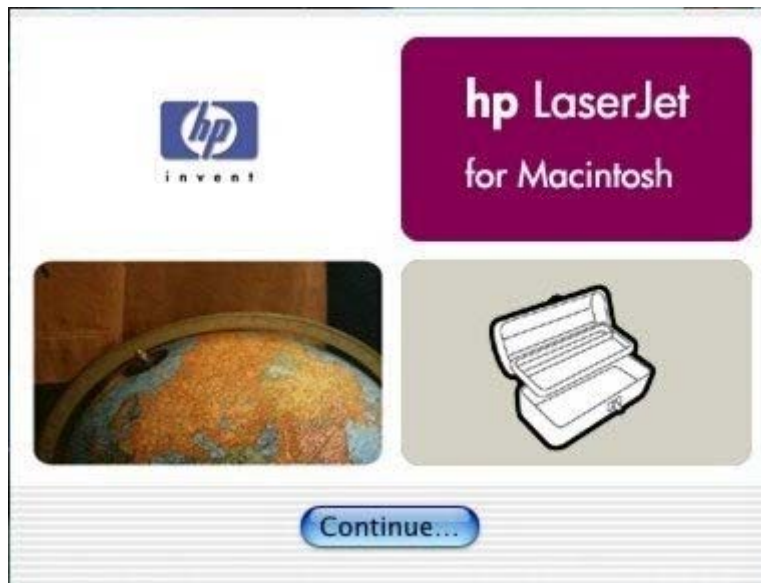 hp
invent
hp LaserJet
for Macintosh
Continue...